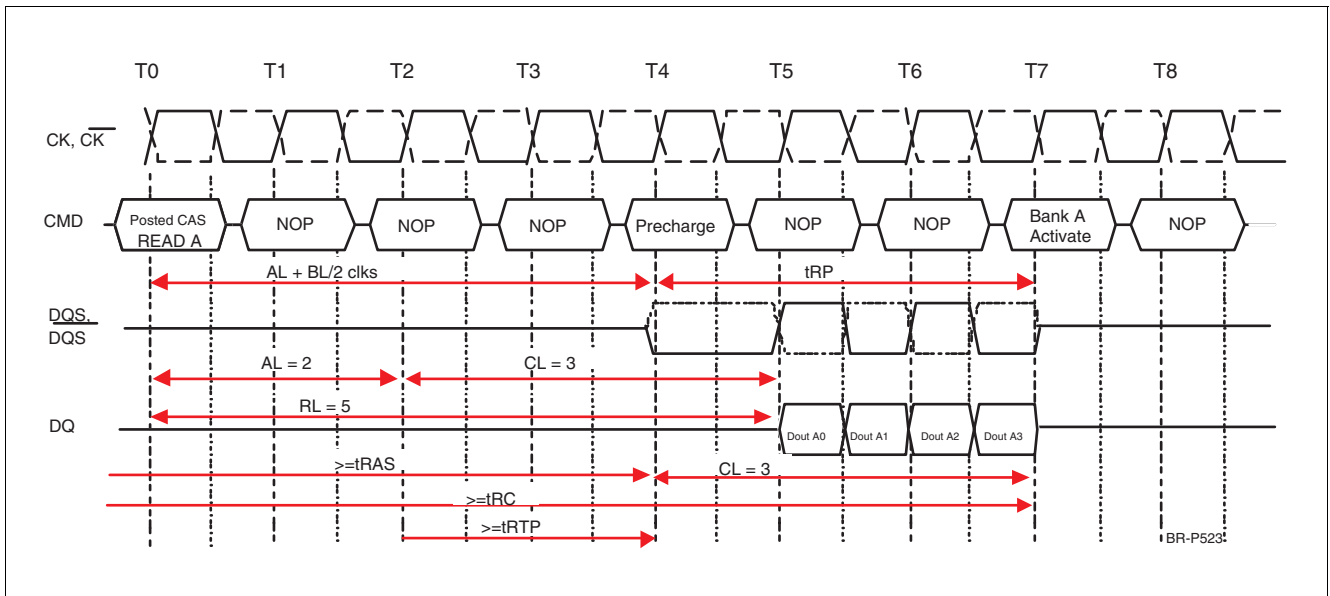 T0 T1 T2 T3 T4 T5 T6 T7 T8
CK, CK
CMD
Posted CAS
READ A
NOP
NOP
NOP
Precharge
NOP
NOP
Bank A
Activate
NOP
AL + BL/2 clks
tRP
DQS,
DQS
AL = 2
CL = 3
RL = 5
DQ
Dout A0
Dout A1
Dout A2
Dout A3
>=tRAS
CL = 3
>=tRC
>=tRTP
BR-P523